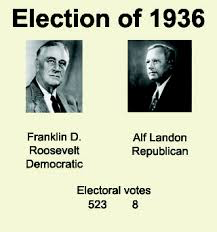 Election of 1936
Franklin D.
Roosevelt
Democratic
Alf Landon
Republican
Electoral votes
523 8